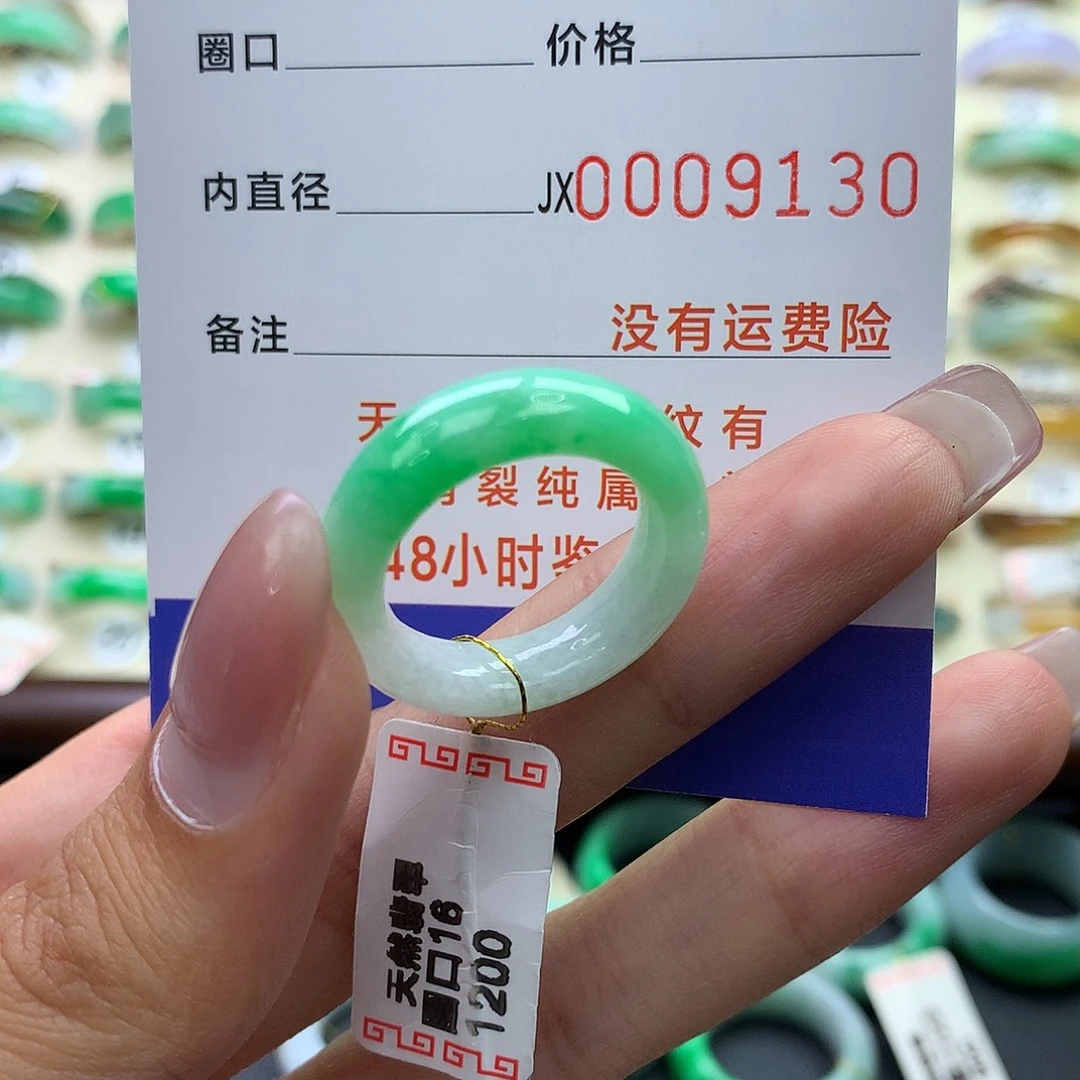 圈口 价格
内直径 JX0009130
备注 没有运费险
天 纹有
裂纯属
48小时鉴
天然翡翠
圈口16
1200